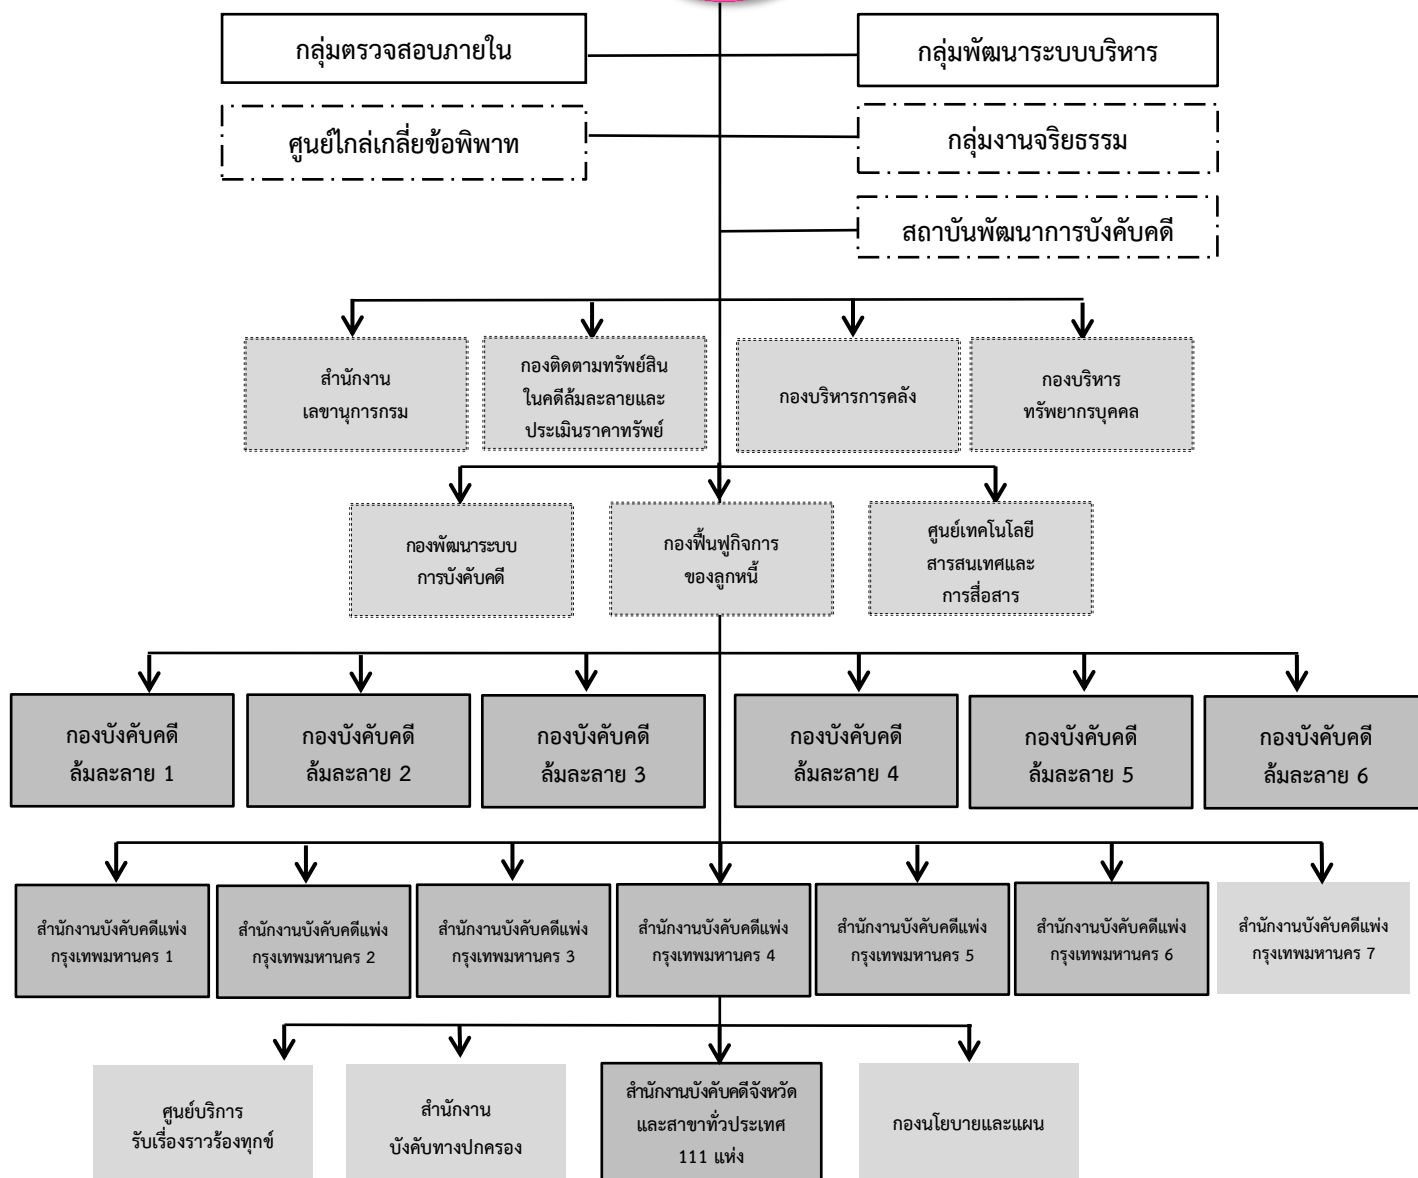 กลุ่มตรวจสอบภายใน
กลุ่มพัฒนาระบบบริหาร
ศูนย์ไกล่เกลี่ยข้อพิพาท
กลุ่มงานจริยธรรม
สถาบันพัฒนาการบังคับคดี
สำนักงาน
เลขานุการกรม
กองติดตามทรัพย์สิน
ในคดีล้มละลายและ
ประเมินราคาทรัพย์
กองบริหารการคลัง
กองบริหาร
ทรัพยากรบุคคล
กองพัฒนาระบบ
การบังคับคดี
กองฟื้นฟูกิจการ
ของลูกหนี้
ศูนย์เทคโนโลยี
สารสนเทศและ
การสื่อสาร
กองบังคับคดี
ล้มละลาย 1
กองบังคับคดี
ล้มละลาย 2
กองบังคับคดี
ล้มละลาย 3
กองบังคับคดี
ล้มละลาย 4
กองบังคับคดี
ล้มละลาย 5
กองบังคับคดี
ล้มละลาย 6
สำนักงานบังคับคดีแพ่ง
กรุงเทพมหานคร 1
สำนักงานบังคับคดีแพ่ง
กรุงเทพมหานคร 2
สำนักงานบังคับคดีแพ่ง
กรุงเทพมหานคร 3
สำนักงานบังคับคดีแพ่ง
กรุงเทพมหานคร 4
สำนักงานบังคับคดีแพ่ง
กรุงเทพมหานคร 5
สำนักงานบังคับคดีแพ่ง
กรุงเทพมหานคร 6
สำนักงานบังคับคดีแพ่ง
กรุงเทพมหานคร 7
ศูนย์บริการ
รับเรื่องราวร้องทุกข์
สำนักงาน
บังคับทางปกครอง
สำนักงานบังคับคดีจังหวัด
และสาขาทั่วประเทศ
111 แห่ง
กองนโยบายและแผน